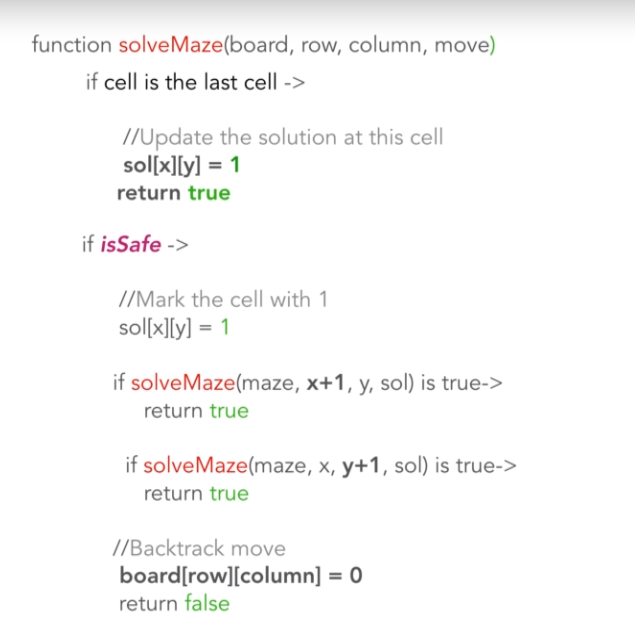 function solveMaze(board, row, column, move)
if cell is the last cell ->
//Update the solution at this cell
sol[x][y] = 1
return true
if isSafe ->
//Mark the cell with 1
sol[x][y] = 1
if solveMaze(maze, x+1, y, sol) is true->
return true
if solveMaze(maze, x, y+1, sol) is true->
return true
//Backtrack move
board[row][column] = 0
return false